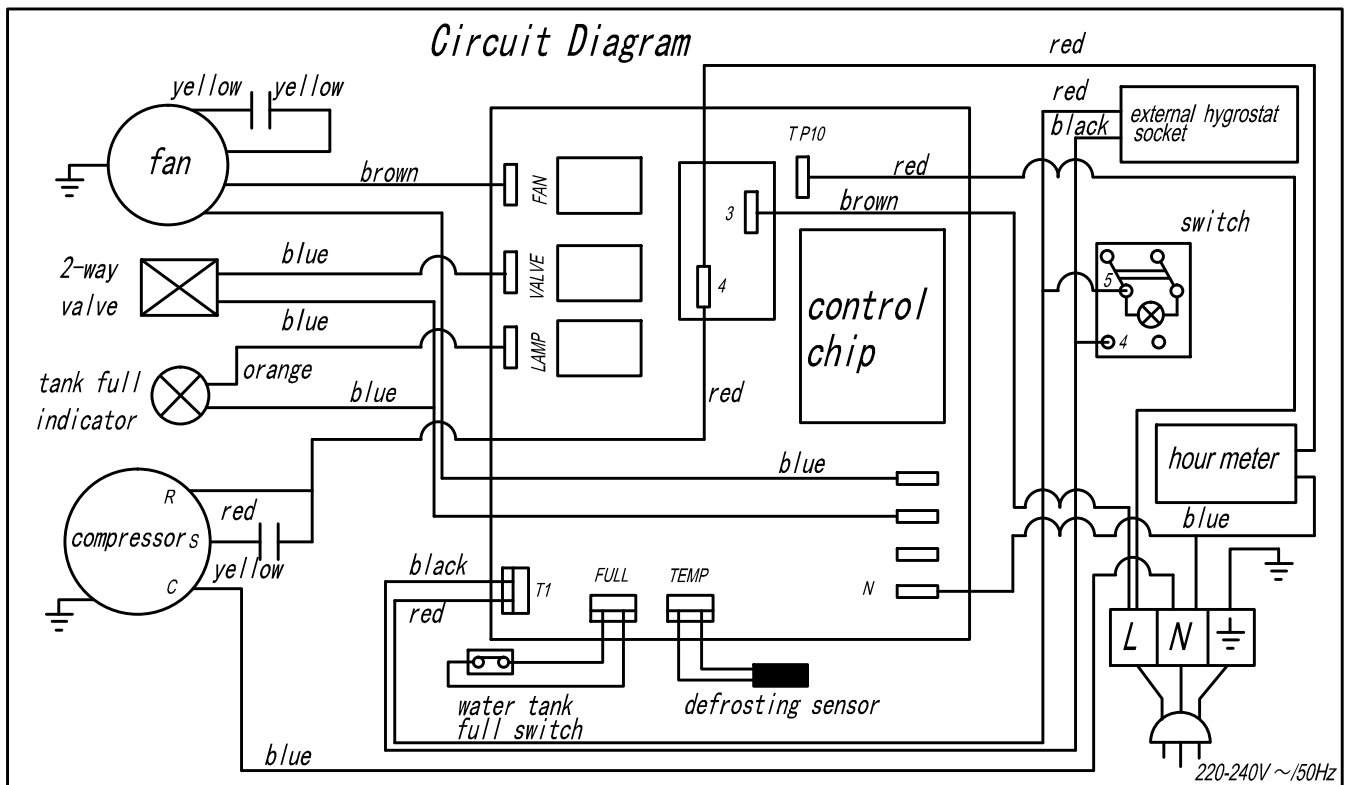 Circuit Diagram
red
yellow yellow
red
external hygrostat
socket
black
TP10
fan
red
brown
FAN
3
brown
switch
2-way
valve
blue
VALVE
4
5
control
chip
blue
LAMP
4
tank full
indicator
orange
blue
red
hour meter
blue
R
red
compressor
S
yellow
C
blue
black
T1
FULL
TEMP
N
red
L
N
water tank
full switch
defrosting sensor
blue
220-240V ~/50Hz